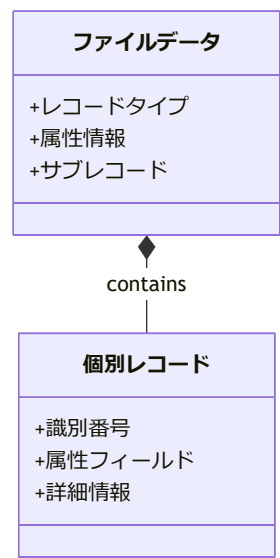 ファイルデータ
+レコードタイプ
+属性情報
+サブレコード
contains
個別レコード
+識別番号
+属性フィールド
+詳細情報